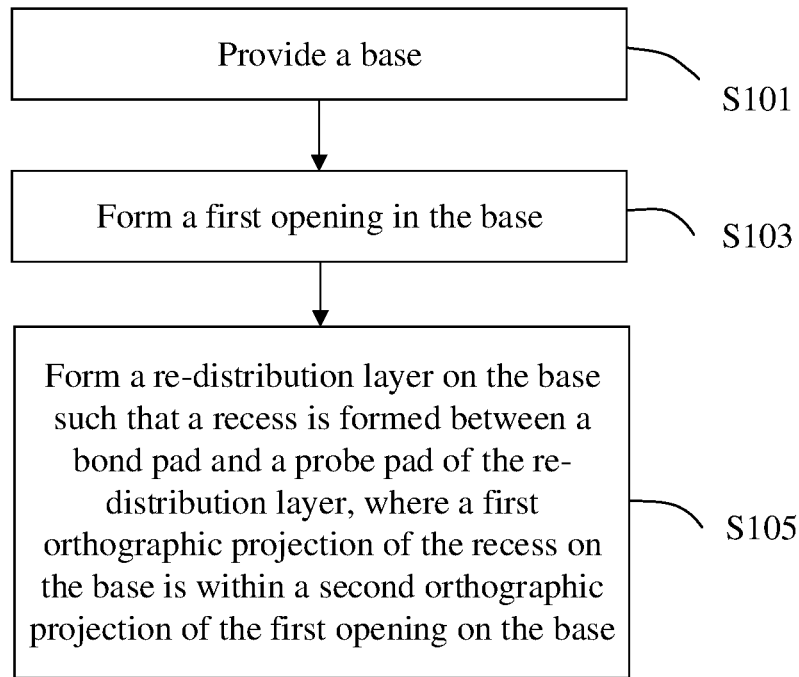 Provide a base
S101
Form a first opening in the base
S103
Form a re-distribution layer on the base
such that a recess is formed between a
bond pad and a probe pad of the re-
distribution layer, where a first
orthographic projection of the recess on
the base is within a second orthographic
projection of the first opening on the base
S105